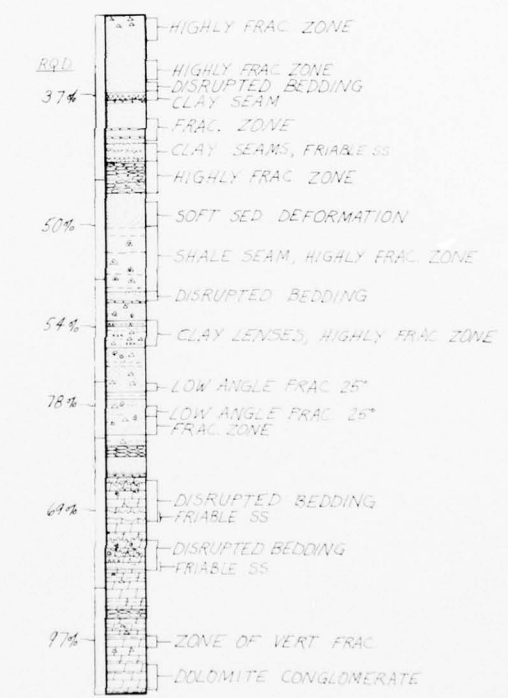 HIGHLY FRAC. ZONE
RQD
HIGHLY FRAC ZONE
DISRUPTED BEDDING
37%
CLAY SEAM
FRAC. ZONE
CLAY SEAMS, FRIABLE SS
HIGHLY FRAC ZONE
SOFT SED DEFORMATION
50%
SHALE SEAM, HIGHLY FRAC. ZONE
DISRUPTED BEDDING
54%
CLAY LENSES, HIGHLY FRAC ZONE
LOW ANGLE FRAC 25°
78%
LOW ANGLE FRAC 25°
FRAC. ZONE
DISRUPTED BEDDING
69%
FRIABLE SS
DISRUPTED BEDDING
FRIABLE SS
97%
ZONE OF VERT FRAC
DOLOMITE CONGLOMERATE